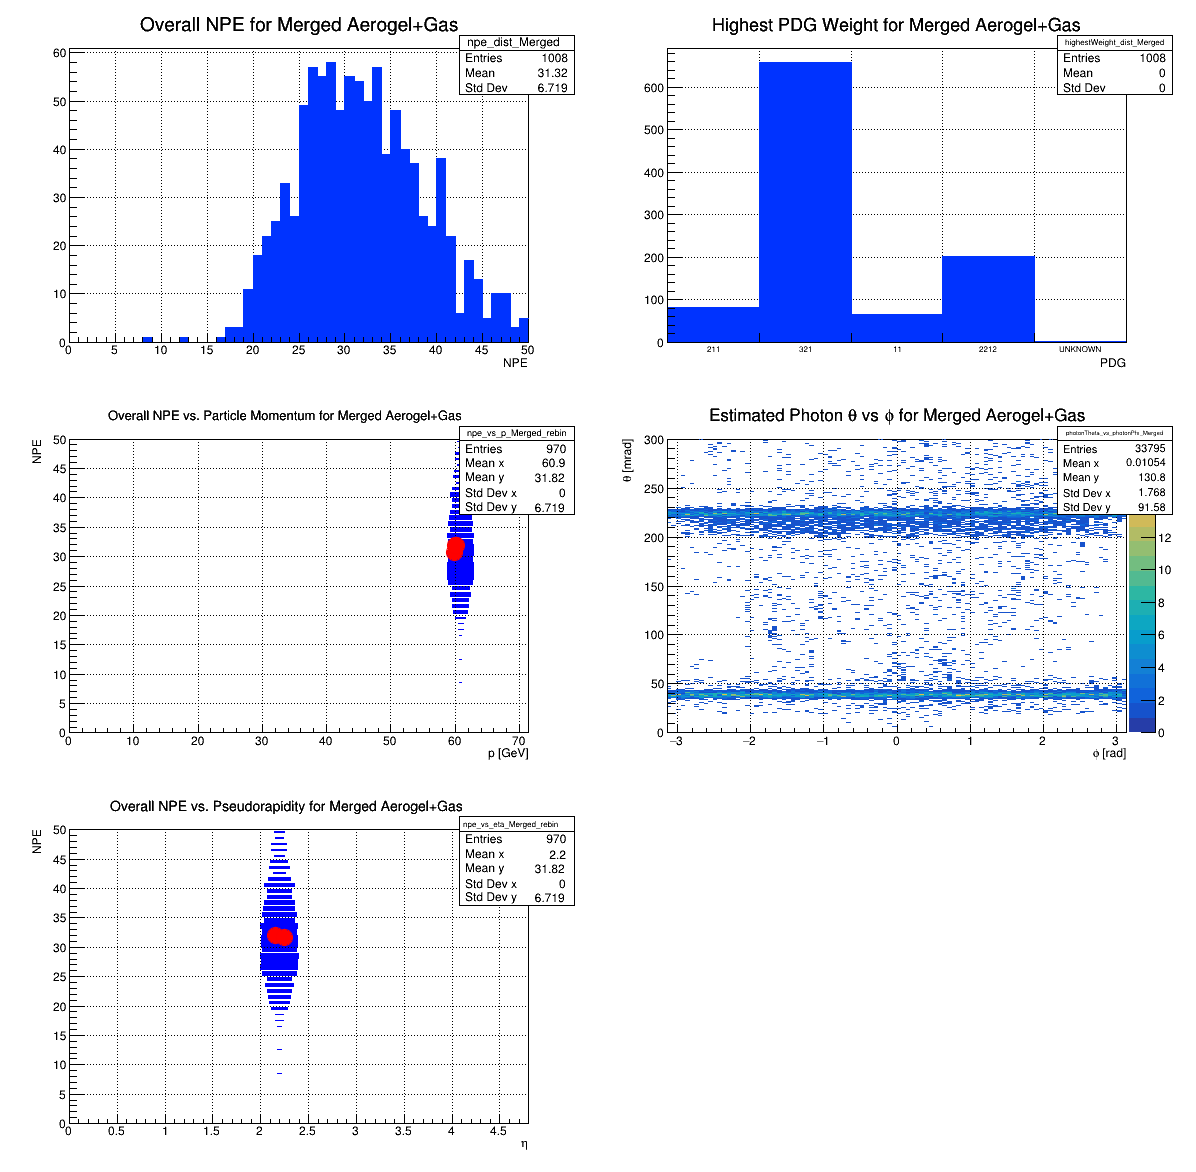 Overall NPE for Merged Aerogel+Gas
npe_dist_Merged
Entries 1008
Mean 31.32
Std Dev 6.719
60
50
40
30
20
10
0
0 5 10 15 20 25 30 35 40 45 50
NPE
Highest PDG Weight for Merged Aerogel+Gas
highestWeight_dist_Merged
Entries 1008
Mean 0
Std Dev 0
600
500
400
300
200
100
0
211 321 11 2212 UNKNOWN
PDG
Overall NPE vs. Particle Momentum for Merged Aerogel+Gas
npe_vs_p_Merged_rebin
Entries 970
Mean x 60.9
Mean y 31.82
Std Dev x 0
Std Dev y 6.719
NPE
50
45
40
35
30
25
20
15
10
5
0
0 10 20 30 40 50 60 70
p [GeV]
Estimated Photon θ vs ϕ for Merged Aerogel+Gas
photonTheta_vs_photonPhi_Merged
Entries 33795
Mean x 0.01054
Mean y 130.8
Std Dev x 1.768
Std Dev y 91.58
θ [mrad]
300
250
200
150
100
50
0
−3 −2 −1 0 1 2 3
ϕ [rad]
12
10
8
6
4
2
0
Overall NPE vs. Pseudorapidity for Merged Aerogel+Gas
npe_vs_eta_Merged_rebin
Entries 970
Mean x 2.2
Mean y 31.82
Std Dev x 0
Std Dev y 6.719
NPE
50
45
40
35
30
25
20
15
10
5
0
0 0.5 1 1.5 2 2.5 3 3.5 4 4.5
η